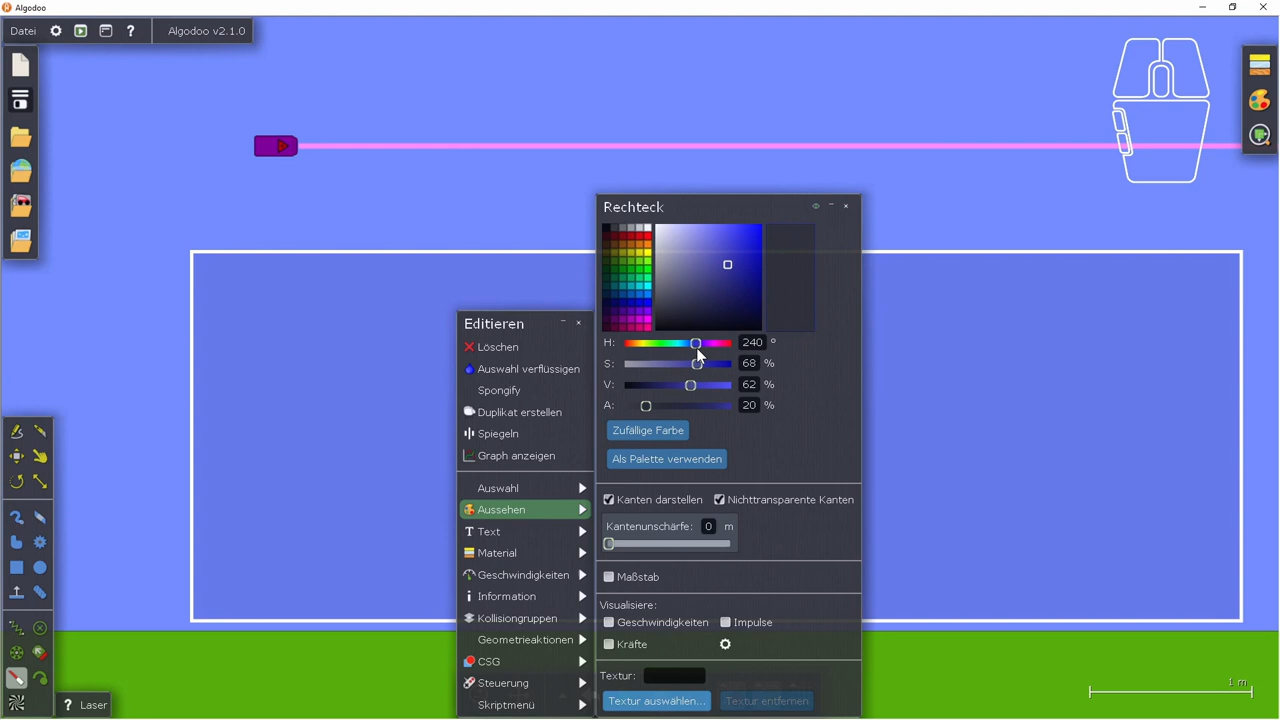 Algodoo
Datei ? Algodoo v2.1.0
Rechteck
H: 240 °
S: 68 %
V: 62 %
A: 20 %
Zufällige Farbe
Als Palette verwenden
Kanten darstellen Nichttransparente Kanten
Kantenunschärfe: 0 m
Maßstab
Visualisiere:
Geschwindigkeiten Impulse
Kräfte
Textur:
Textur auswählen... Textur entfernen
Editieren
Löschen
Auswahl verflüssigen
Spongify
Duplikat erstellen
Spiegeln
Graph anzeigen
Auswahl
Aussehen
T Text
Material
Geschwindigkeiten
i Information
Kollisiongruppen
Geometrieaktionen
CSG
Steuerung
Skriptmenü
? Laser
1 m